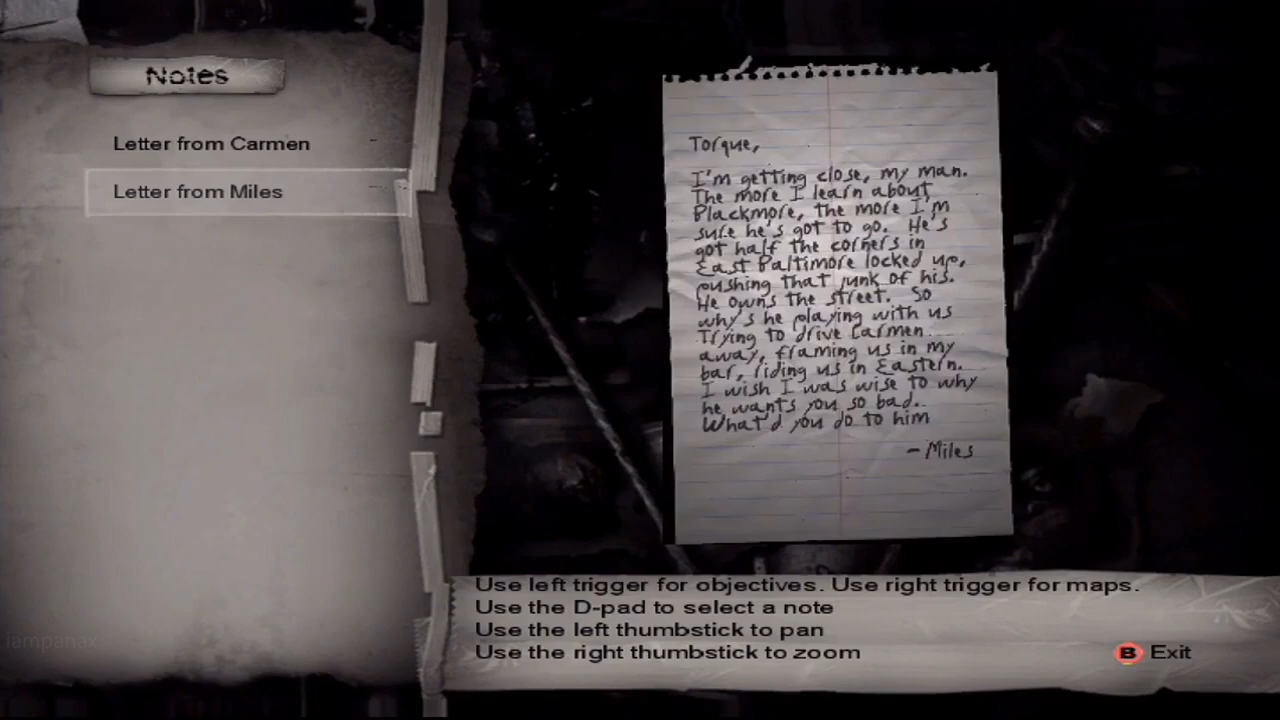 Notes
Letter from Carmen
Letter from Miles
Torque,
I'm getting close, my man.
The more I learn about
Blackmore, the more I'm
sure he's got to go. He's
got half the corners in
East Baltimore locked up,
pushing that junk of his.
He owns the street. So
why's he playing with us
Trying to drive Carmen
away, framing us in my
bar, riding us in Eastern.
I wish I was wise to why
he wants you so bad.
What'd you do to him
- Miles
Use left trigger for objectives. Use right trigger for maps.
Use the D-pad to select a note
Use the left thumbstick to pan
Use the right thumbstick to zoom
B Exit
lampanax